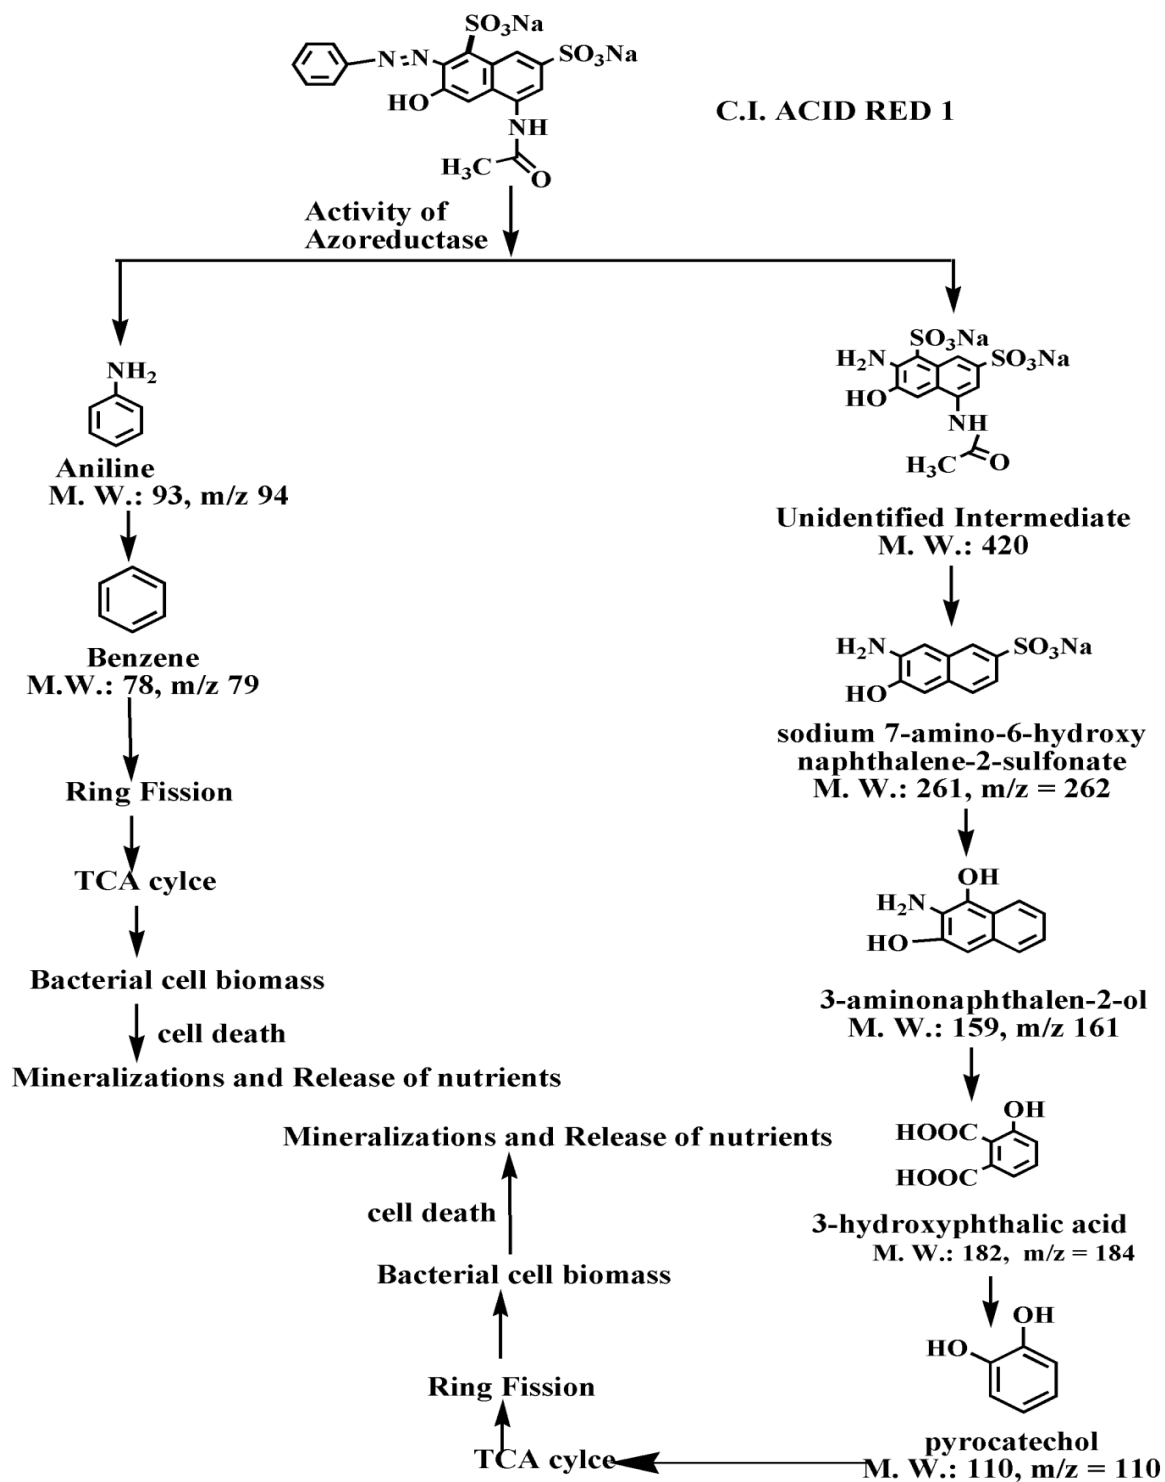 SO3Na
N=N
SO3Na
HO
NH
C.I. ACID RED 1
H3C
O
Activity of
Azoreductase
NH2
Aniline
M. W.: 93, m/z 94
Benzene
M.W.: 78, m/z 79
Ring Fission
TCA cylce
Bacterial cell biomass
cell death
Mineralizations and Release of nutrients
SO3Na
H2N
SO3Na
HO
NH
H3C
O
Unidentified Intermediate
M. W.: 420
H2N
SO3Na
HO
sodium 7-amino-6-hydroxy
naphthalene-2-sulfonate
M. W.: 261, m/z = 262
OH
H2N
HO
3-aminonaphthalen-2-ol
M. W.: 159, m/z 161
OH
HOOC
HOOC
3-hydroxyphthalic acid
M. W.: 182, m/z = 184
OH
HO
pyrocatechol
M. W.: 110, m/z = 110
TCA cylce
Ring Fission
Bacterial cell biomass
cell death
Mineralizations and Release of nutrients